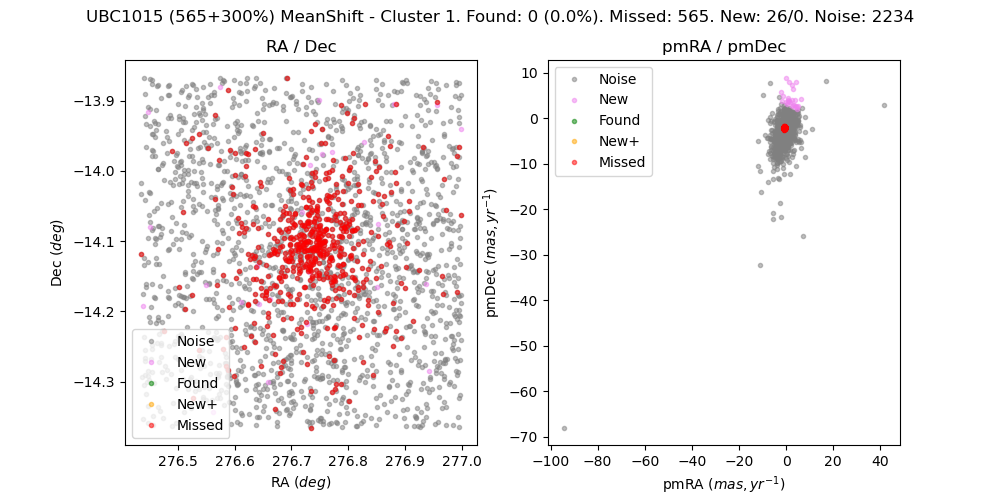 UBC1015 (565+300%) MeanShift - Cluster 1. Found: 0 (0.0%). Missed: 565. New: 26/0. Noise: 2234
RA / Dec
−13.9
−14.0
−14.1
−14.2
−14.3
Dec (deg)
Noise
New
Found
New+
Missed
276.5 276.6 276.7 276.8 276.9 277.0
RA (deg)
pmRA / pmDec
10
0
−10
−20
−30
−40
−50
−60
−70
pmDec (mas, yr⁻¹)
Noise
New
Found
New+
Missed
−100 −80 −60 −40 −20 0 20 40
pmRA (mas, yr⁻¹)